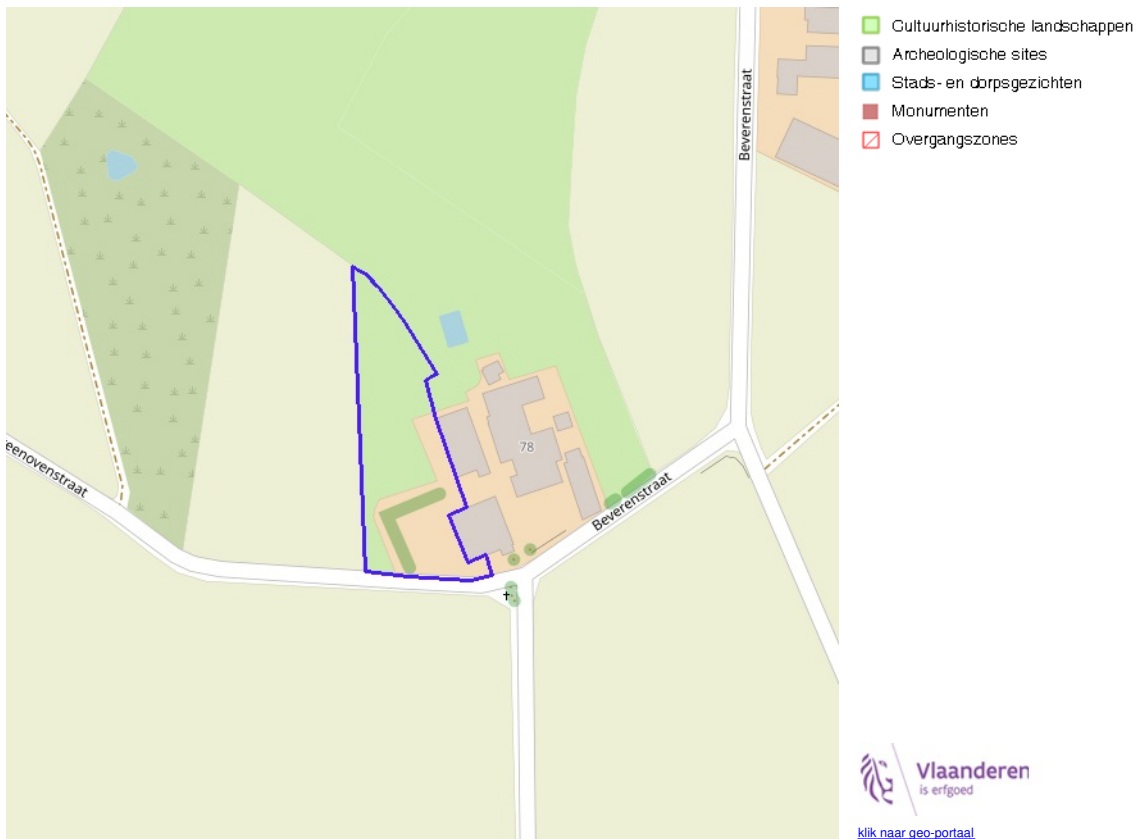 Cultuurhistorische landschappen
Archeologische sites
Stads- en dorpsgezichten
Monumenten
Overgangszones
Beverenstraat
78
eenovenstraat
Beverenstraat
Vlaanderen
is erfgoed
klik naar geo-portaal